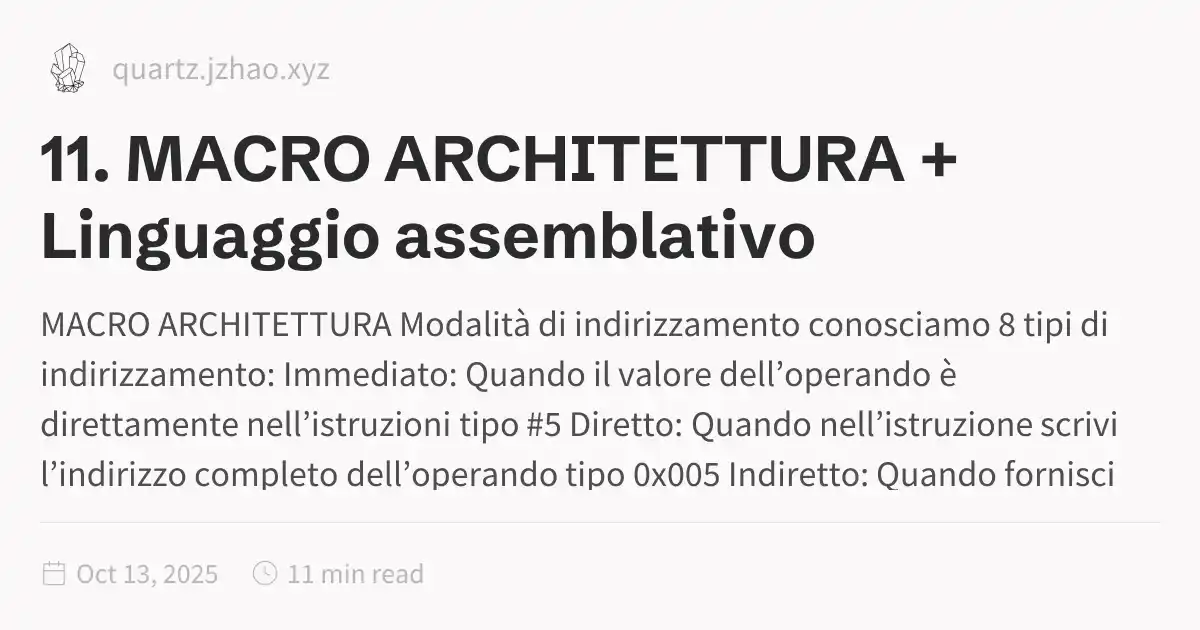 quartz.jzhao.xyz
11. MACRO ARCHITETTURA +
Linguaggio assemblativo
MACRO ARCHITETTURA Modalità di indirizzamento conosciamo 8 tipi di
indirizzamento: Immediato: Quando il valore dell’operando è
direttamente nell’istruzioni tipo #5 Diretto: Quando nell’istruzione scrivi
l’indirizzo completo dell’operando tipo 0x005 Indiretto: Quando fornisci
Oct 13, 2025
11 min read